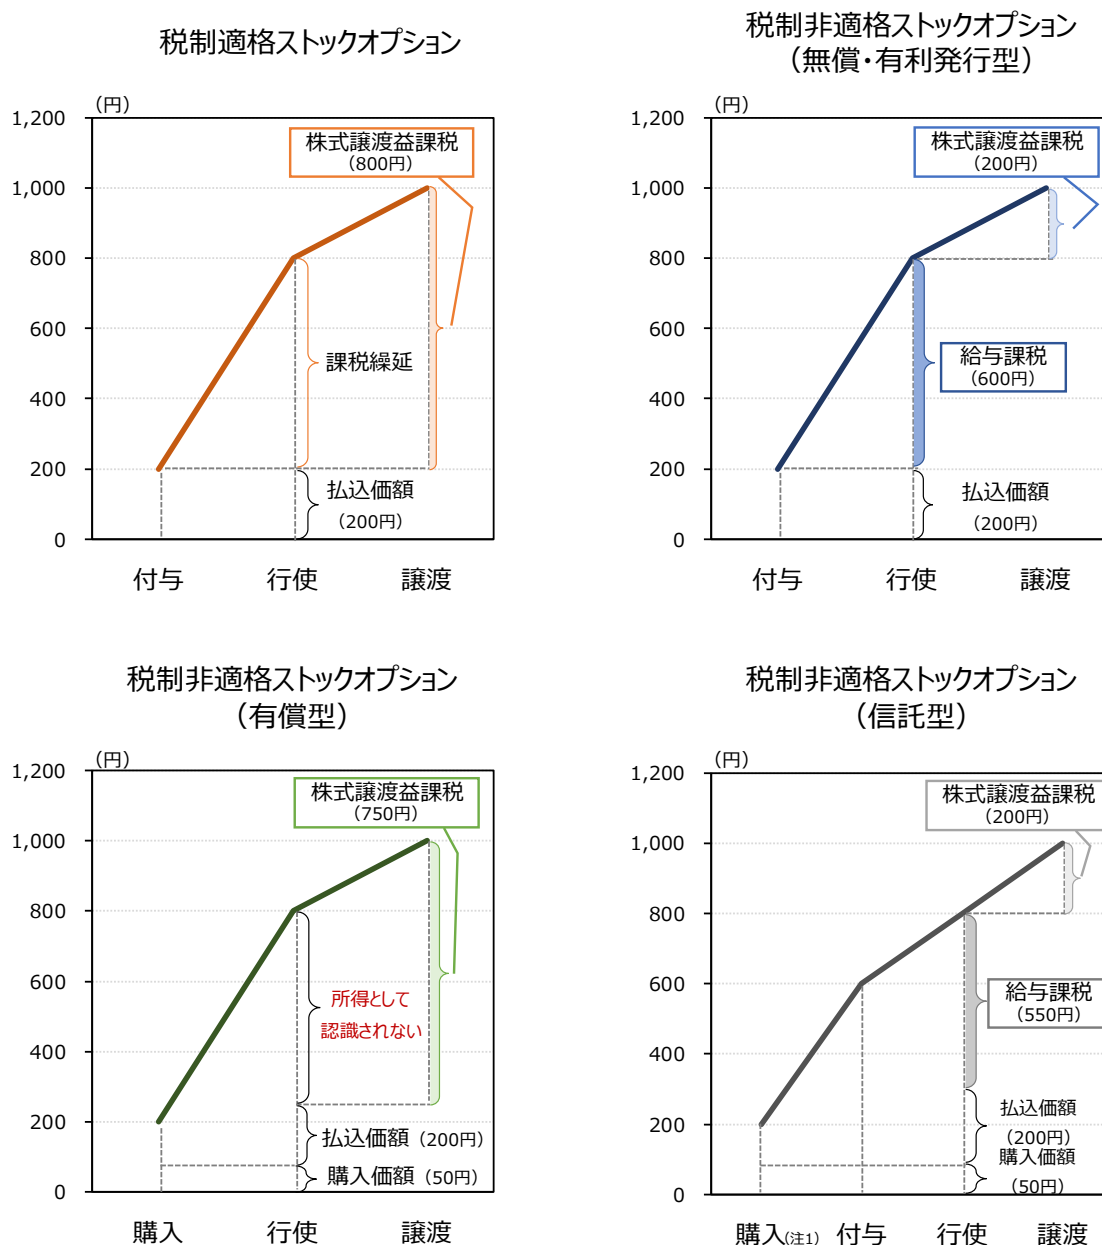 税制適格ストックオプション
（円）
1,200
1,000
800
600
400
200
0
株式譲渡益課税
（800円）
課税繰延
払込価額
（200円）
付与 行使 譲渡
税制非適格ストックオプション
（無償・有利発行型）
（円）
1,200
1,000
800
600
400
200
0
株式譲渡益課税
（200円）
給与課税
（600円）
払込価額
（200円）
付与 行使 譲渡
税制非適格ストックオプション
（有償型）
（円）
1,200
1,000
800
600
400
200
0
株式譲渡益課税
（750円）
所得として
認識されない
払込価額（200円）
購入価額（50円）
購入 行使 譲渡
税制非適格ストックオプション
（信託型）
（円）
1,200
1,000
800
600
400
200
0
株式譲渡益課税
（200円）
給与課税
（550円）
払込価額
（200円）
購入価額
（50円）
購入(注1) 付与 行使 譲渡